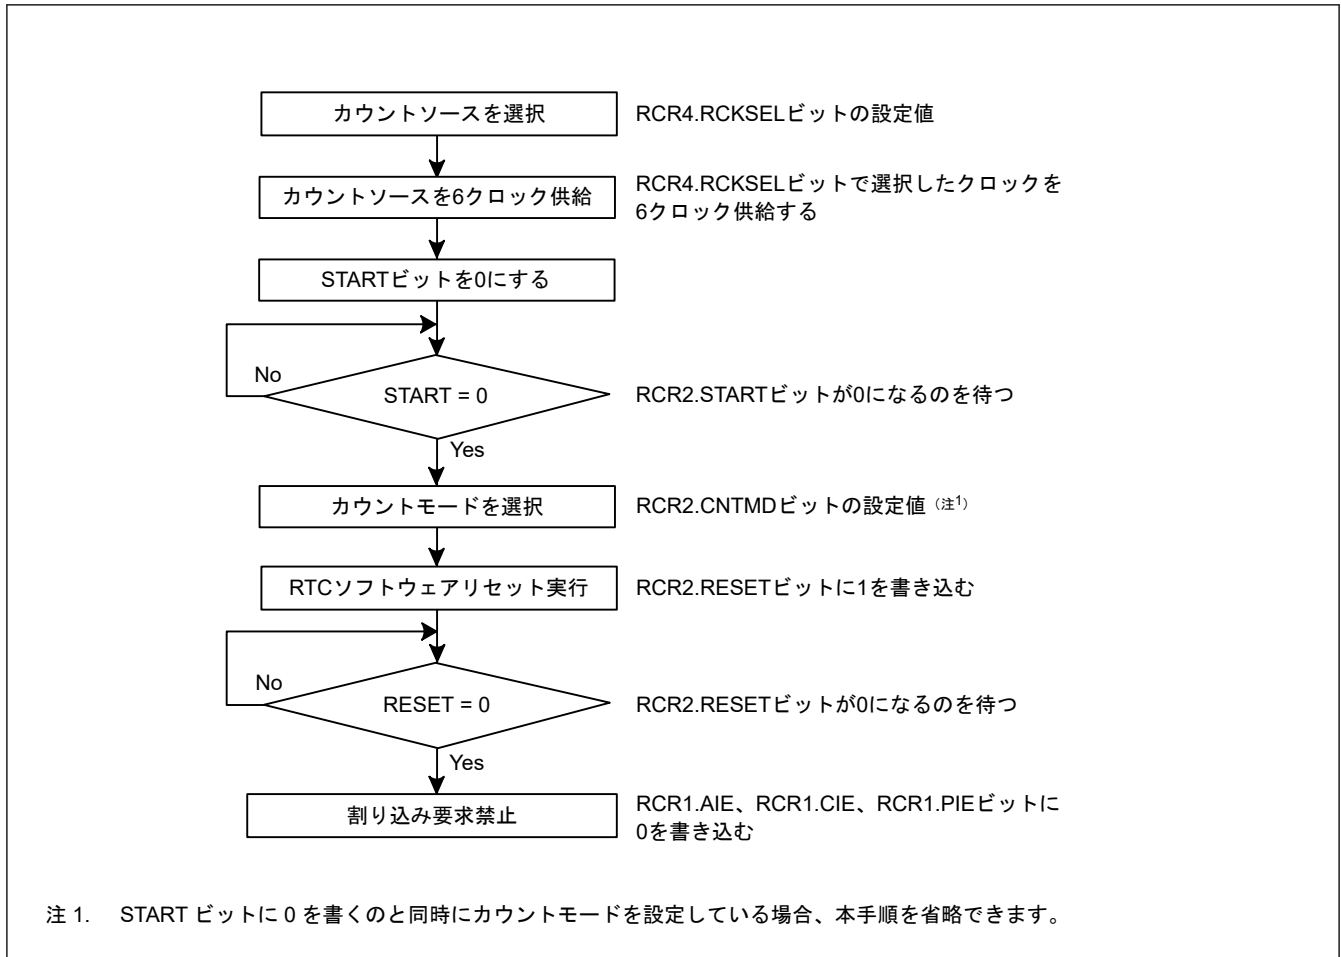 カウントソースを選択 RCR4.RCKSELビットの設定値
カウントソースを6クロック供給 RCR4.RCKSELビットで選択したクロックを
6クロック供給する
STARTビットを0にする
No
START = 0 RCR2.STARTビットが0になるのを待つ
Yes
カウントモードを選択 RCR2.CNTMDビットの設定値（注1）
RTCソフトウェアリセット実行 RCR2.RESETビットに1を書き込む
No
RESET = 0 RCR2.RESETビットが0になるのを待つ
Yes
割り込み要求禁止 RCR1.AIE、RCR1.CIE、RCR1.PIEビットに
0を書き込む
注 1. START ビットに 0 を書くのと同時にカウントモードを設定している場合、本手順を省略できます。